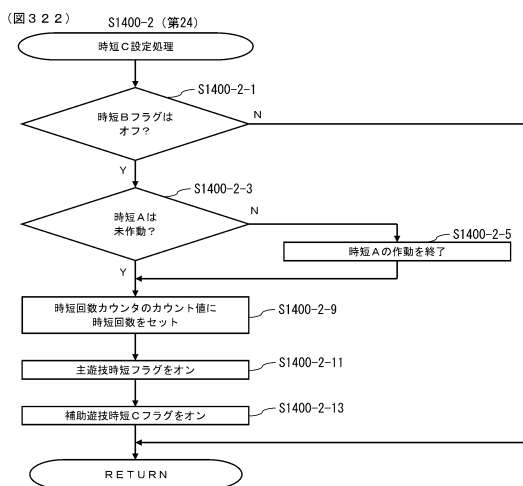 (図322)
S1400-2 (第24)
時短C設定処理
S1400-2-1
時短Bフラグは
オフ?
N
Y
S1400-2-3
時短Aは
未作動?
N
S1400-2-5
時短Aの作動を終了
Y
時短回数カウンタのカウント値に
時短回数をセット
S1400-2-9
主遊技時短フラグをオン
S1400-2-11
補助遊技時短Cフラグをオン
S1400-2-13
RETURN